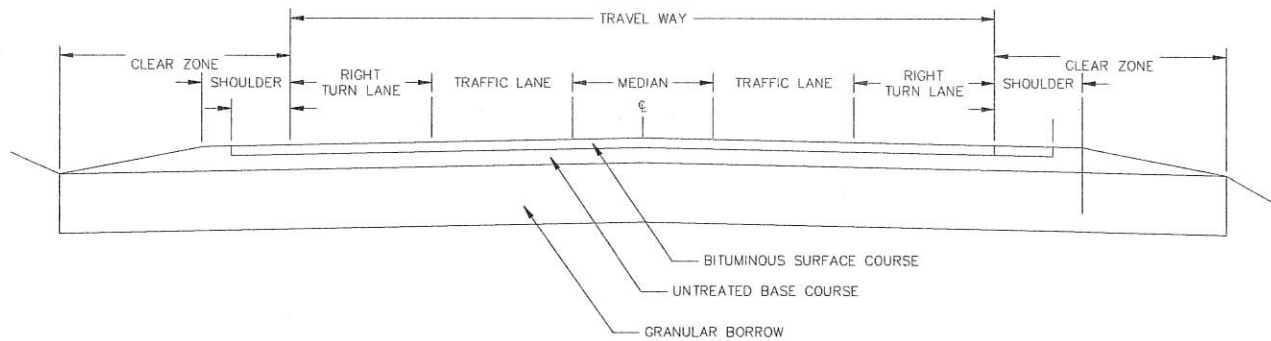 TRAVEL WAY
CLEAR ZONE
CLEAR ZONE
SHOULDER
RIGHT
TURN LANE
TRAFFIC LANE
MEDIAN
TRAFFIC LANE
RIGHT
TURN LANE
SHOULDER
℄
BITUMINOUS SURFACE COURSE
UNTREATED BASE COURSE
GRANULAR BORROW